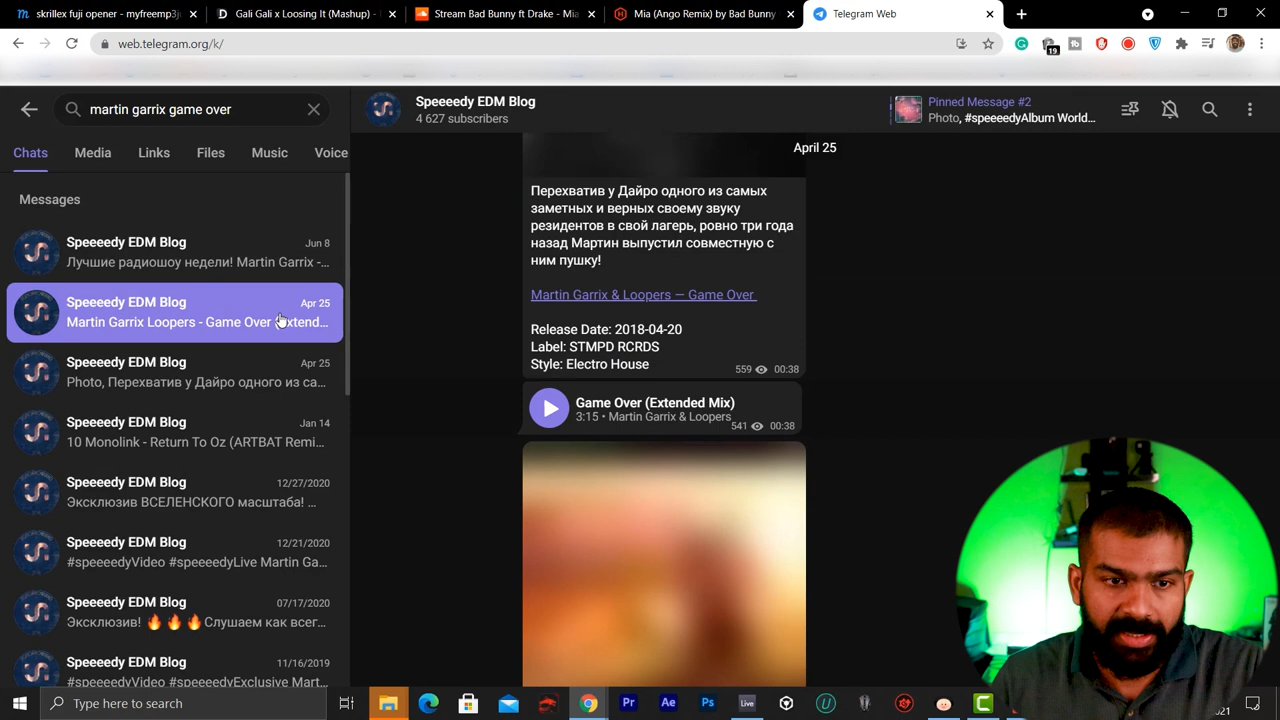 skrillex fuji opener - myfreemp3ju
Gali Gali x Loosing It (Mashup) -
Stream Bad Bunny ft Drake - Mia
Mia (Ango Remix) by Bad Bunny
Telegram Web
web.telegram.org/k/
19
martin garrix game over
Speeeedy EDM Blog
4 627 subscribers
Pinned Message #2
Photo, #speeeedyAlbum World...
Chats Media Links Files Music Voice
Messages
Speeeedy EDM Blog Jun 8
Лучшие радиошоу недели! Martin Garrix -...
Speeeedy EDM Blog Apr 25
Martin Garrix Loopers - Game Over (Extend...
Speeeedy EDM Blog Apr 25
Photo, Перехватив у Дайро одного из са...
Speeeedy EDM Blog Jan 14
10 Monolink - Return To Oz (ARTBAT Remi...
Speeeedy EDM Blog 12/27/2020
Эксклюзив ВСЕЛЕНСКОГО масштаба! ...
Speeeedy EDM Blog 12/21/2020
#speeeedyVideo #speeeedyLive Martin Ga...
Speeeedy EDM Blog 07/17/2020
Эксклюзив! 🔥🔥🔥Слушаем как всег...
Speeeedy EDM Blog 11/16/2019
#speeeedyMusic #speeeedyExclusive Mart...
April 25
Перехватив у Дайро одного из самых
заметных и верных своему звуку
резидентов в свой лагерь, ровно три года
назад Мартин выпустил совместную с
ним пушку!
Martin Garrix & Loopers — Game Over
Release Date: 2018-04-20
Label: STMPD RCRDS
Style: Electro House
559 00:38
Game Over (Extended Mix)
3:15 • Martin Garrix & Loopers
541 00:38
Type here to search
Pr Ae Ps Live